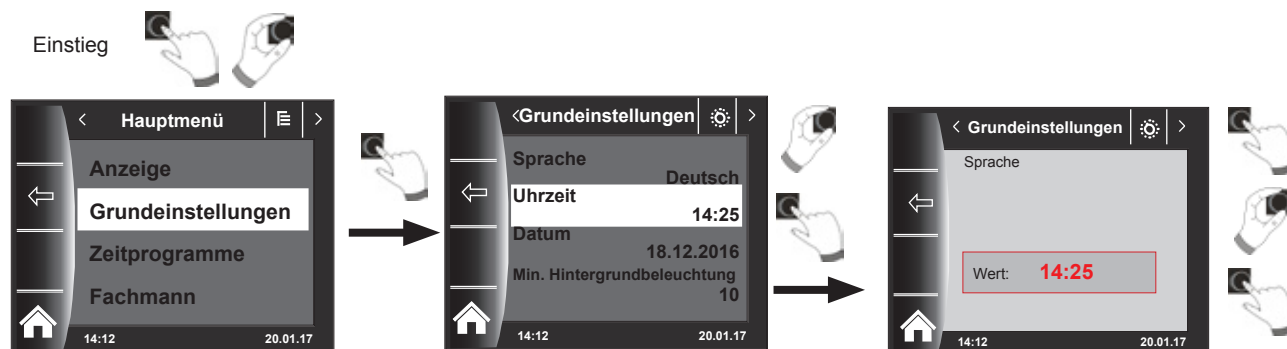 Einstieg
< Hauptmenü >
Anzeige
Grundeinstellungen
Zeitprogramme
Fachmann
14:12 20.01.17
<Grundeinstellungen >
Sprache
Deutsch
Uhrzeit
14:25
Datum
18.12.2016
Min. Hintergrundbeleuchtung
10
14:12 20.01.17
< Grundeinstellungen >
Sprache
Wert: 14:25
14:12 20.01.17